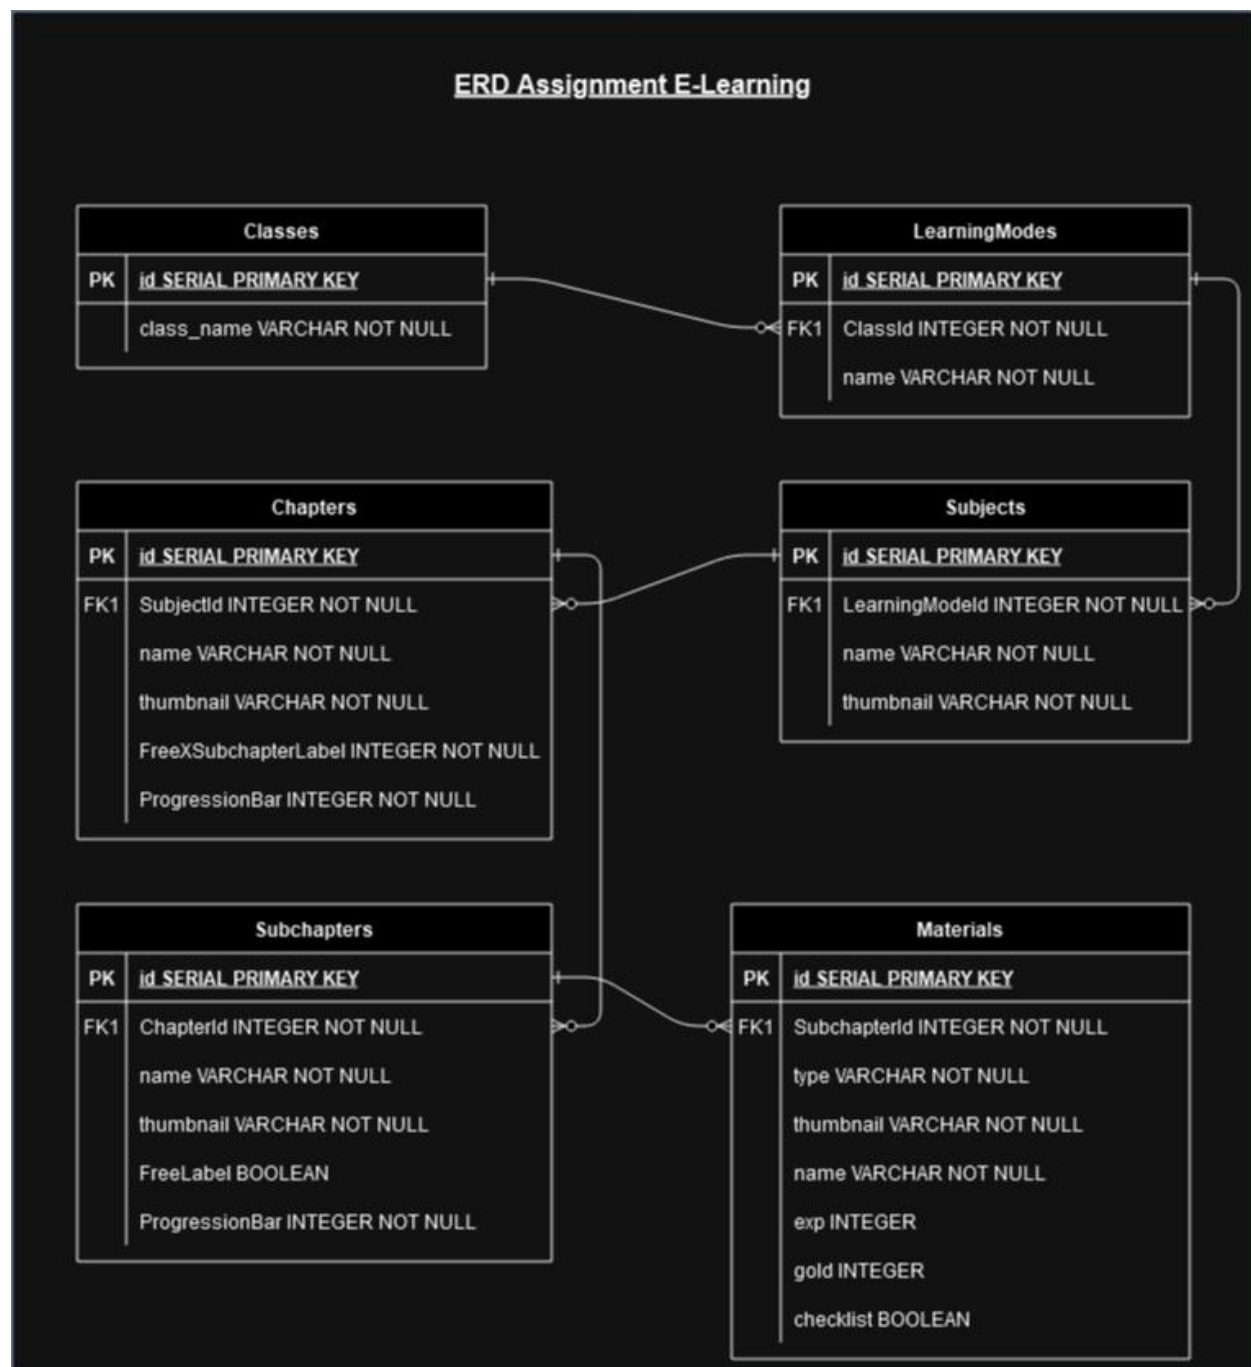 ERD Assignment E-Learning
Classes
PK id SERIAL PRIMARY KEY
class_name VARCHAR NOT NULL
LearningModes
PK id SERIAL PRIMARY KEY
FK1 ClassId INTEGER NOT NULL
name VARCHAR NOT NULL
Chapters
PK id SERIAL PRIMARY KEY
FK1 SubjectId INTEGER NOT NULL
name VARCHAR NOT NULL
thumbnail VARCHAR NOT NULL
FreeXSubchapterLabel INTEGER NOT NULL
ProgressionBar INTEGER NOT NULL
Subjects
PK id SERIAL PRIMARY KEY
FK1 LearningModeId INTEGER NOT NULL
name VARCHAR NOT NULL
thumbnail VARCHAR NOT NULL
Subchapters
PK id SERIAL PRIMARY KEY
FK1 ChapterId INTEGER NOT NULL
name VARCHAR NOT NULL
thumbnail VARCHAR NOT NULL
FreeLabel BOOLEAN
ProgressionBar INTEGER NOT NULL
Materials
PK id SERIAL PRIMARY KEY
FK1 SubchapterId INTEGER NOT NULL
type VARCHAR NOT NULL
thumbnail VARCHAR NOT NULL
name VARCHAR NOT NULL
exp INTEGER
gold INTEGER
checklist BOOLEAN